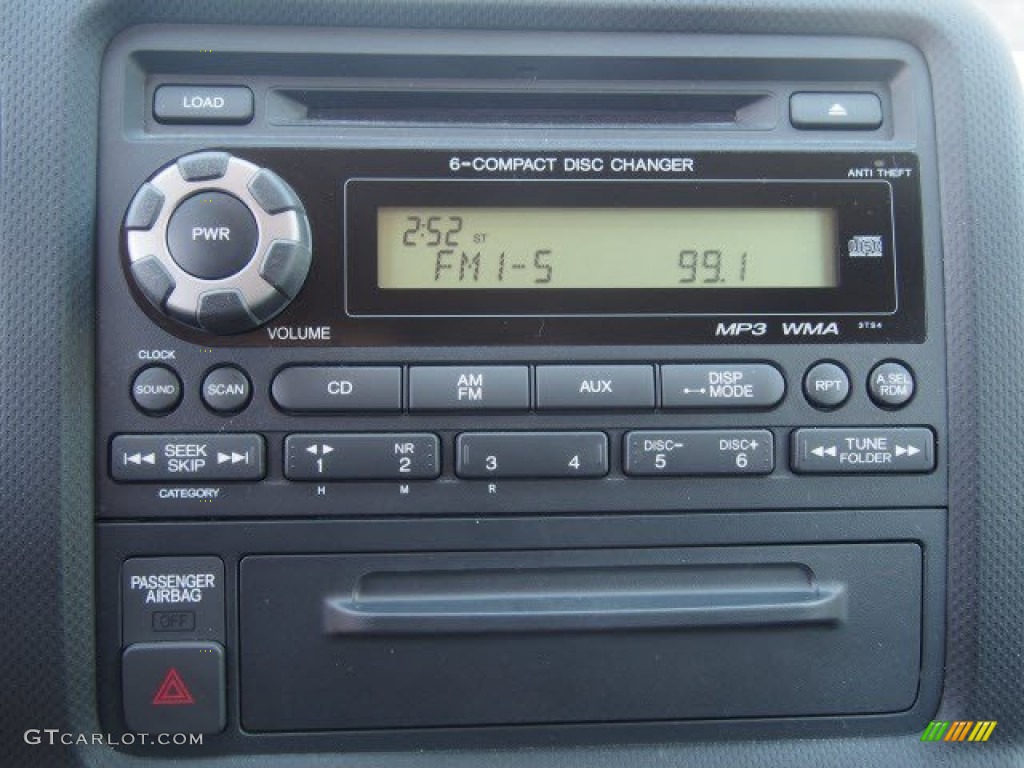 LOAD
6-COMPACT DISC CHANGER
ANTI THEFT
2:52 ST
PWR
FM1-5 99.1
VOLUME
MP3 WMA 3TS4
CLOCK
SOUND SCAN CD AM FM AUX DISP MODE RPT A.SEL RDM
SEEK SKIP 1 NR 2 3 4 DISC- 5 DISC+ 6 TUNE FOLDER
CATEGORY H M R
PASSENGER
AIRBAG
OFF
GTCARLOT.COM